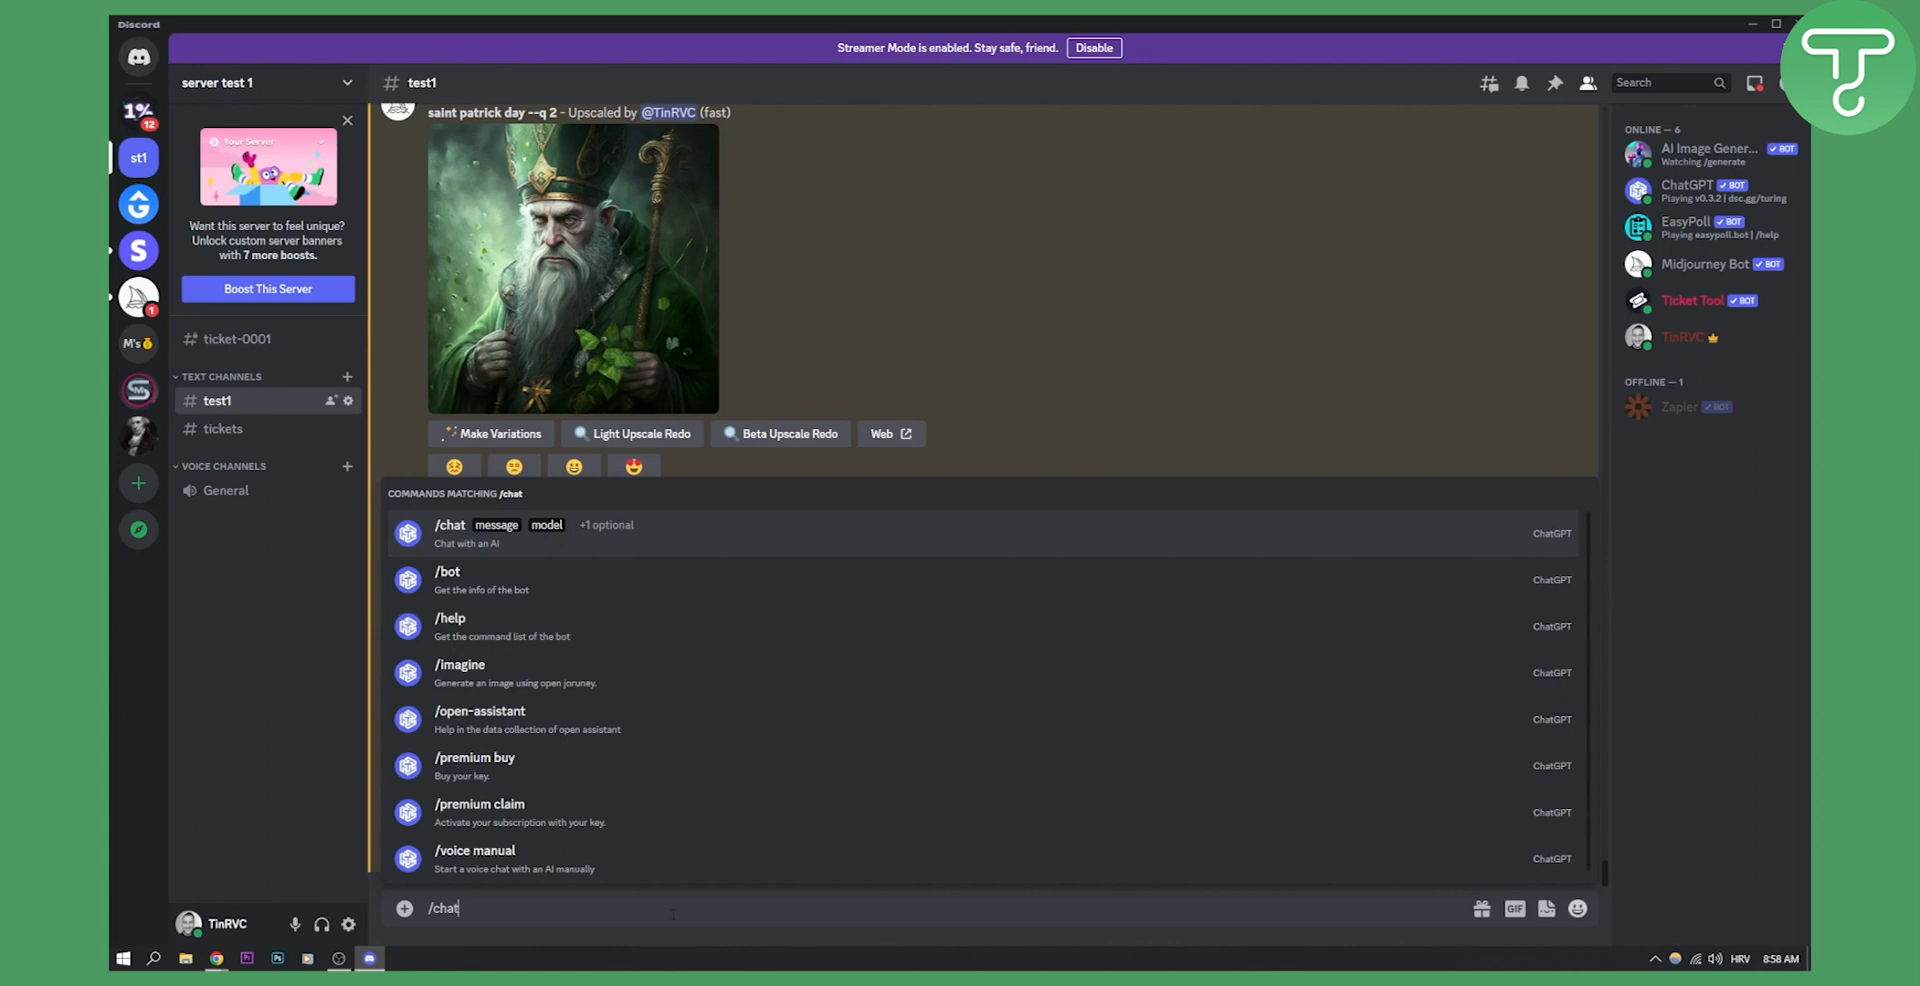 Discord
Streamer Mode is enabled. Stay safe, friend. Disable
server test 1
test1
Search
1%
12
st1
S
1
M's
Your Server
Want this server to feel unique?
Unlock custom server banners
with 7 more boosts.
Boost This Server
ticket-0001
TEXT CHANNELS
test1
tickets
VOICE CHANNELS
General
saint patrick day --q 2 - Upscaled by @TinRVC (fast)
Make Variations
Light Upscale Redo
Beta Upscale Redo
Web
COMMANDS MATCHING /chat
/chat message model +1 optional
Chat with an AI
ChatGPT
/bot
Get the info of the bot
ChatGPT
/help
Get the command list of the bot
ChatGPT
/imagine
Generate an image using open joruney.
ChatGPT
/open-assistant
Help in the data collection of open assistant
ChatGPT
/premium buy
Buy your key.
ChatGPT
/premium claim
Activate your subscription with your key.
ChatGPT
/voice manual
Start a voice chat with an AI manually
ChatGPT
/chat
GIF
ONLINE — 6
AI Image Gener... BOT
Watching /generate
ChatGPT BOT
Playing v0.3.2 | dsc.gg/turing
EasyPoll BOT
Playing easypoll.bot | /help
Midjourney Bot BOT
Ticket Tool BOT
TinRVC
OFFLINE — 1
Zapier BOT
TinRVC
Pr
Ps
HRV
8:58 AM